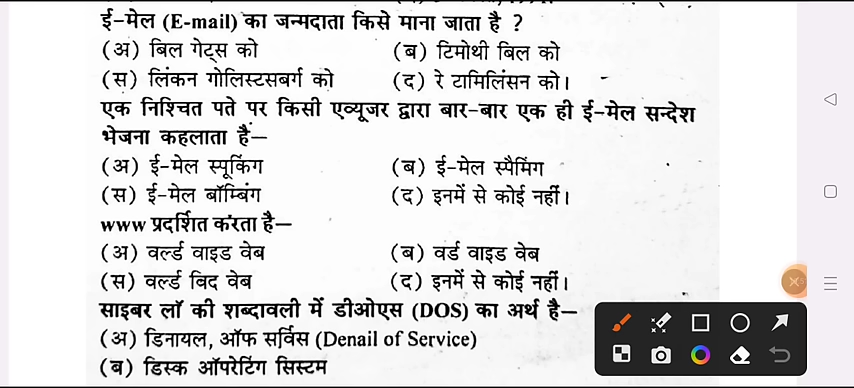 ई-मेल (E-mail) का जन्मदाता किसे माना जाता है ?
(अ) बिल गेट्स को (ब) टिमोथी बिल को
(स) लिंकन गोलिस्टसबर्ग को (द) रे टामिलिंसन को।
एक निश्चित पते पर किसी एव्यूजर द्वारा बार-बार एक ही ई-मेल सन्देश
भेजना कहलाता है—
(अ) ई-मेल स्पूकिंग (ब) ई-मेल स्पैमिंग
(स) ई-मेल बॉम्बिंग (द) इनमें से कोई नहीं।
www प्रदर्शित करता है—
(अ) वर्ल्ड वाइड वेब (ब) वर्ड वाइड वेब
(स) वर्ल्ड विद वेब (द) इनमें से कोई नहीं।
साइबर लॉ की शब्दावली में डीओएस (DOS) का अर्थ है—
(अ) डिनायल, ऑफ सर्विस (Denail of Service)
(ब) डिस्क ऑपरेटिंग सिस्टम